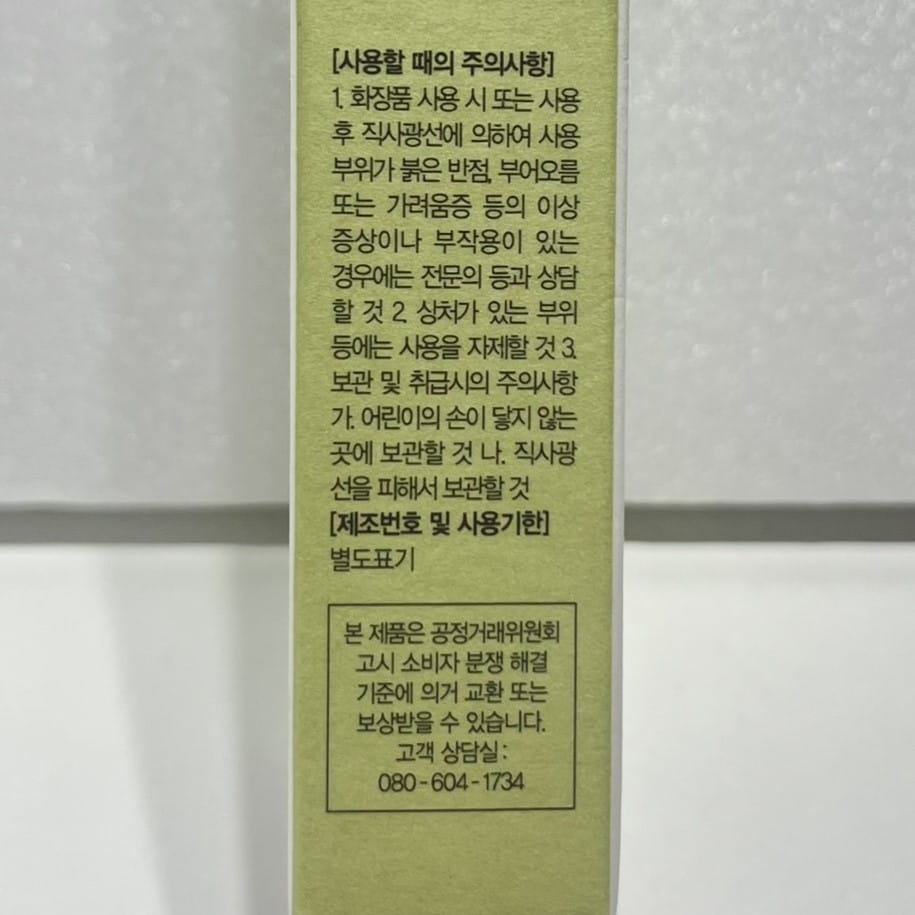 [사용할 때의 주의사항]
1. 화장품 사용 시 또는 사용
후 직사광선에 의하여 사용
부위가 붉은 반점, 부어오름
또는 가려움증 등의 이상
증상이나 부작용이 있는
경우에는 전문의 등과 상담
할 것 2. 상처가 있는 부위
등에는 사용을 자제할 것 3.
보관 및 취급시의 주의사항
가. 어린이의 손이 닿지 않는
곳에 보관할 것 나. 직사광
선을 피해서 보관할 것
[제조번호 및 사용기한]
별도표기
본 제품은 공정거래위원회
고시 소비자 분쟁 해결
기준에 의거 교환 또는
보상받을 수 있습니다.
고객 상담실 :
080-604-1734